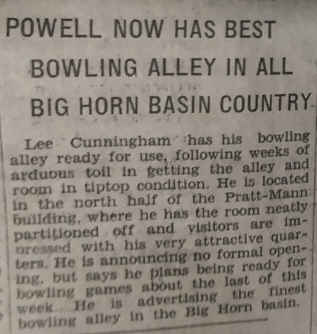 POWELL NOW HAS BEST
BOWLING ALLEY IN ALL
BIG HORN BASIN COUNTRY
Lee Cunningham has his bowling
alley ready for use, following weeks of
arduous toil in getting the alley and
room in tiptop condition. He is located
in the north half of the Pratt-Mann
building, where he has the room neatly
partitioned off and visitors are im-
pressed with his very attractive quar-
ters. He is announcing no formal open-
ing, but says he plans being ready for
bowling games about the last of this
week. He is advertising the finest
bowling alley in the Big Horn basin.